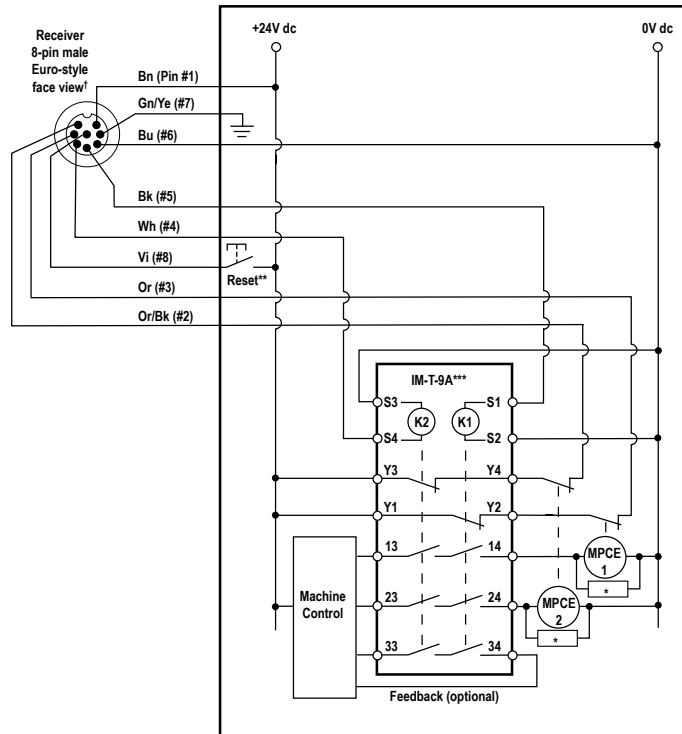 +24V dc
0V dc
Receiver
8-pin male
Euro-style
face view†
Bn (Pin #1)
Gn/Ye (#7)
Bu (#6)
Bk (#5)
Wh (#4)
Vi (#8)
Reset**
Or (#3)
Or/Bk (#2)
IM-T-9A***
S3
K2
K1
S1
S4
S2
Y3
Y4
Y1
Y2
13
14
MPCE
1
*
Machine
Control
23
24
MPCE
2
*
33
34
Feedback (optional)